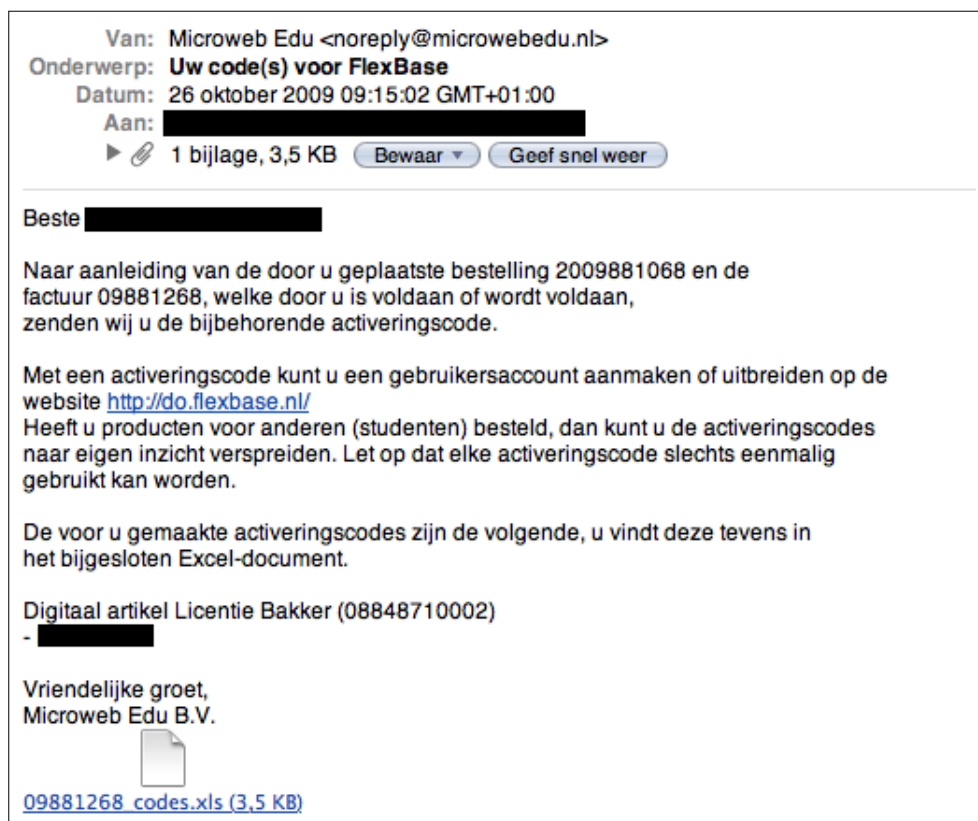 Van: Microweb Edu <noreply@microwebedu.nl>
Onderwerp: Uw code(s) voor FlexBase
Datum: 26 oktober 2009 09:15:02 GMT+01:00
Aan:
1 bijlage, 3,5 KB Bewaar Geef snel weer
Beste
Naar aanleiding van de door u geplaatste bestelling 2009881068 en de
factuur 09881268, welke door u is voldaan of wordt voldaan,
zenden wij u de bijbehorende activeringscode.
Met een activeringscode kunt u een gebruikersaccount aanmaken of uitbreiden op de
website http://do.flexbase.nl/
Heeft u producten voor anderen (studenten) besteld, dan kunt u de activeringscodes
naar eigen inzicht verspreiden. Let op dat elke activeringscode slechts eenmalig
gebruikt kan worden.
De voor u gemaakte activeringscodes zijn de volgende, u vindt deze tevens in
het bijgesloten Excel-document.
Digitaal artikel Licentie Bakker (08848710002)
-
Vriendelijke groet,
Microweb Edu B.V.
09881268_codes.xls (3,5 KB)